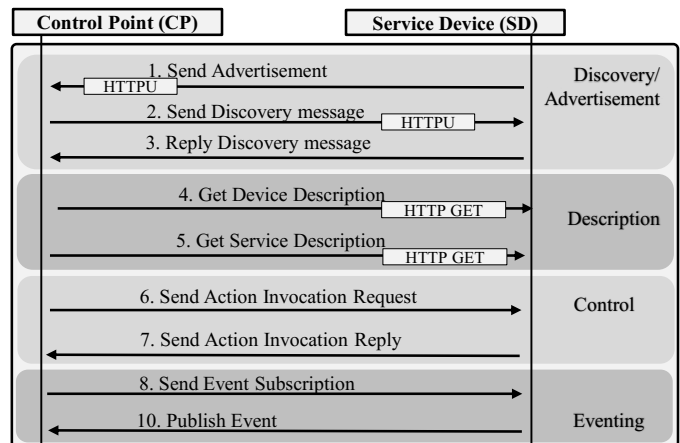 Control Point (CP)
Service Device (SD)
1. Send Advertisement
HTTPU
Discovery/
Advertisement
2. Send Discovery message
HTTPU
3. Reply Discovery message
4. Get Device Description
HTTP GET
Description
5. Get Service Description
HTTP GET
6. Send Action Invocation Request
Control
7. Send Action Invocation Reply
8. Send Event Subscription
10. Publish Event
Eventing